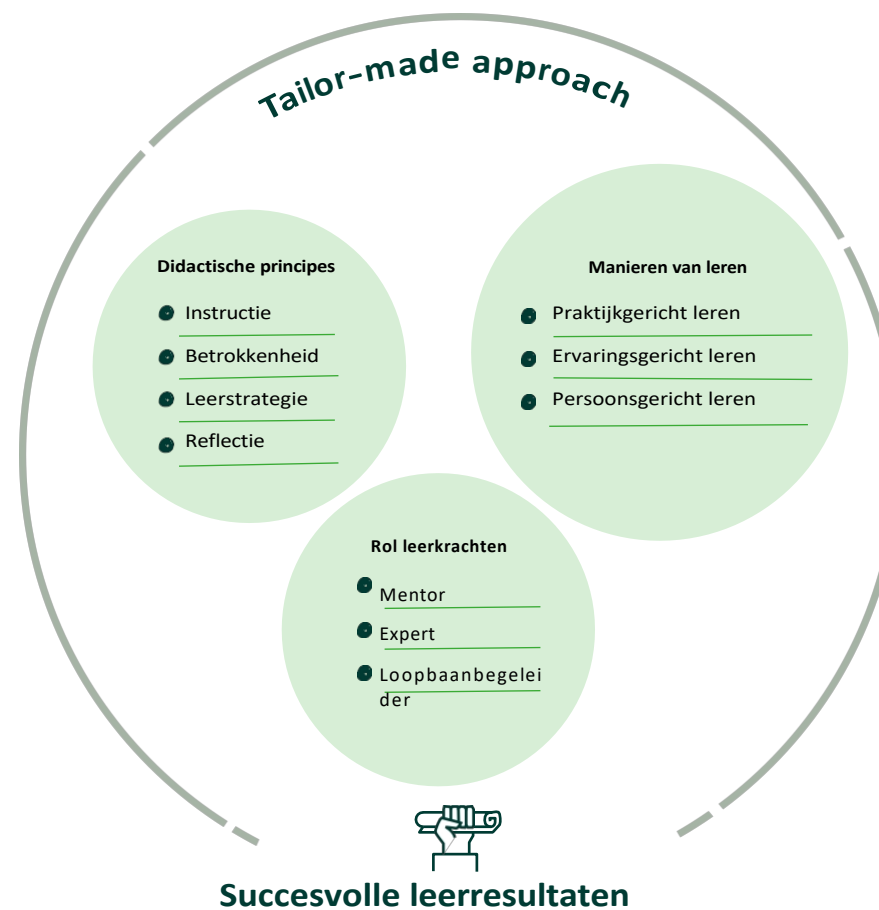 Tailor-made approach
Didactische principes
Instructie
Betrokkenheid
Leerstrategie
Reflectie
Manieren van leren
Praktijkgericht leren
Ervaringsgericht leren
Persoonsgericht leren
Rol leerkrachten
Mentor
Expert
Loopbaanbegelei
der
Succesvolle leerresultaten